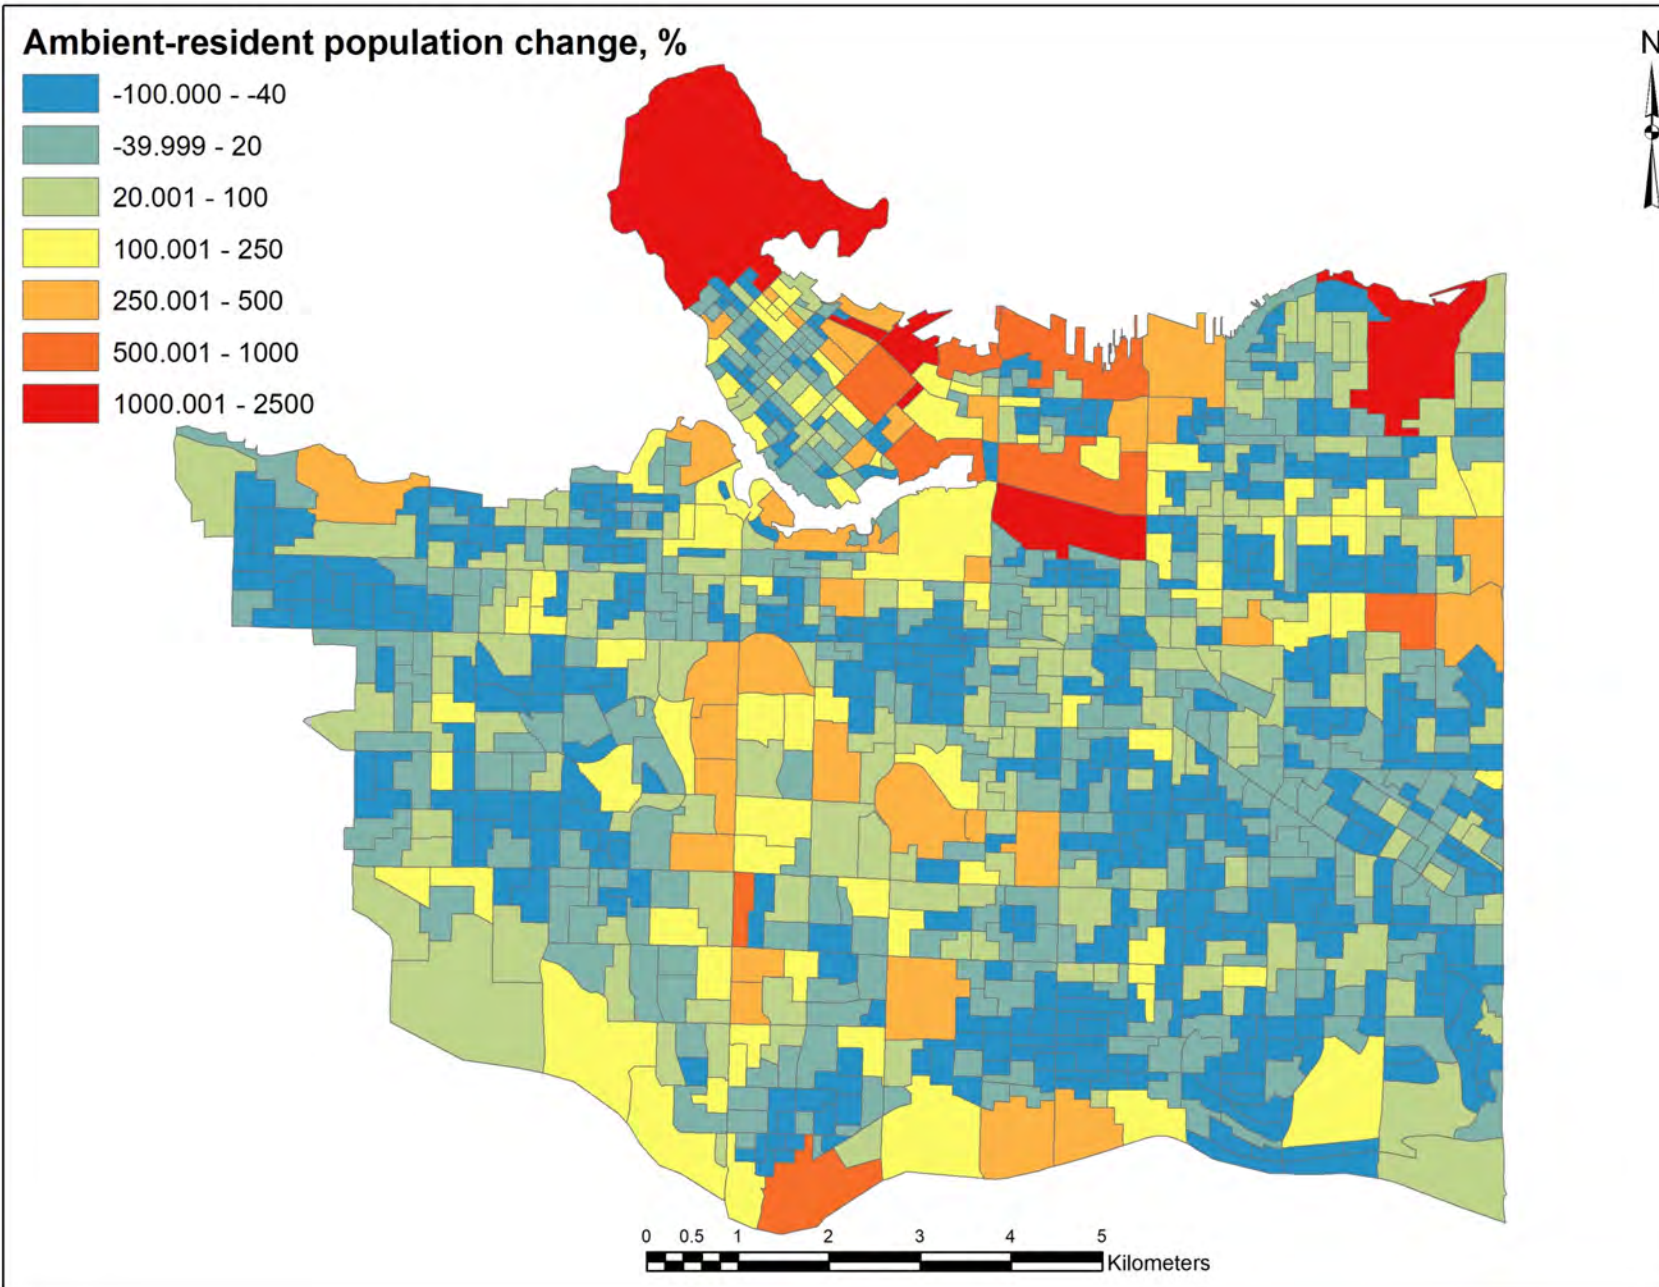 Ambient-resident population change, %
N
-100.000 - -40
-39.999 - 20
20.001 - 100
100.001 - 250
250.001 - 500
500.001 - 1000
1000.001 - 2500
0 0.5 1 2 3 4 5
Kilometers